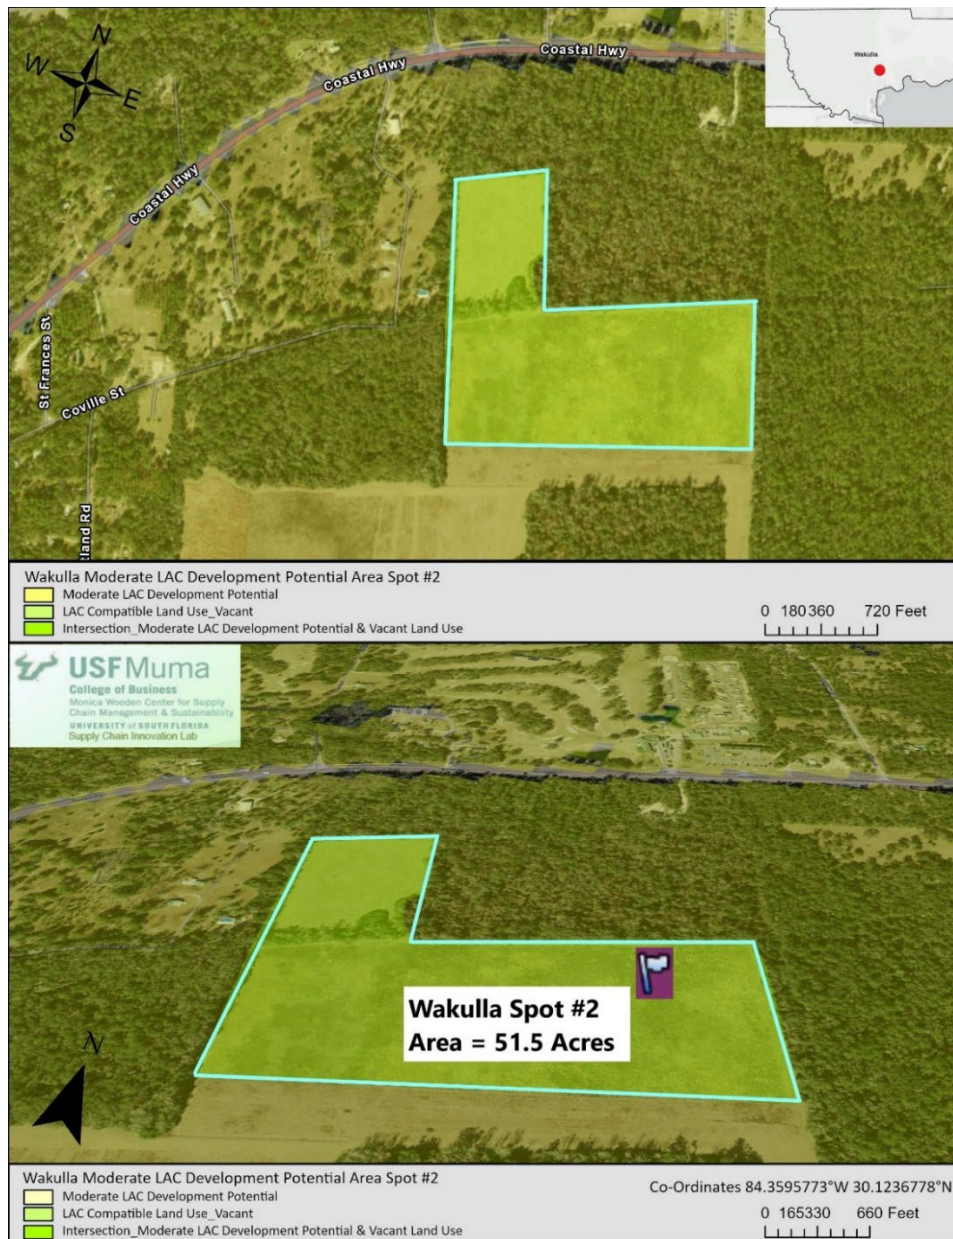 N
W
E
S
Coastal Hwy
Coastal Hwy
Coastal Hwy
Wakulla
St Frances St
Coville St
tland Rd
Wakulla Moderate LAC Development Potential Area Spot #2
Moderate LAC Development Potential
LAC Compatible Land Use_Vacant
Intersection_Moderate LAC Development Potential & Vacant Land Use
0 180360 720 Feet
USF Muma
College of Business
Monica Wooden Center for Supply
Chain Management & Sustainability
UNIVERSITY of SOUTH FLORIDA
Supply Chain Innovation Lab
Wakulla Spot #2
Area = 51.5 Acres
N
Wakulla Moderate LAC Development Potential Area Spot #2
Moderate LAC Development Potential
LAC Compatible Land Use_Vacant
Intersection_Moderate LAC Development Potential & Vacant Land Use
Co-Ordinates 84.3595773°W 30.1236778°N
0 165330 660 Feet